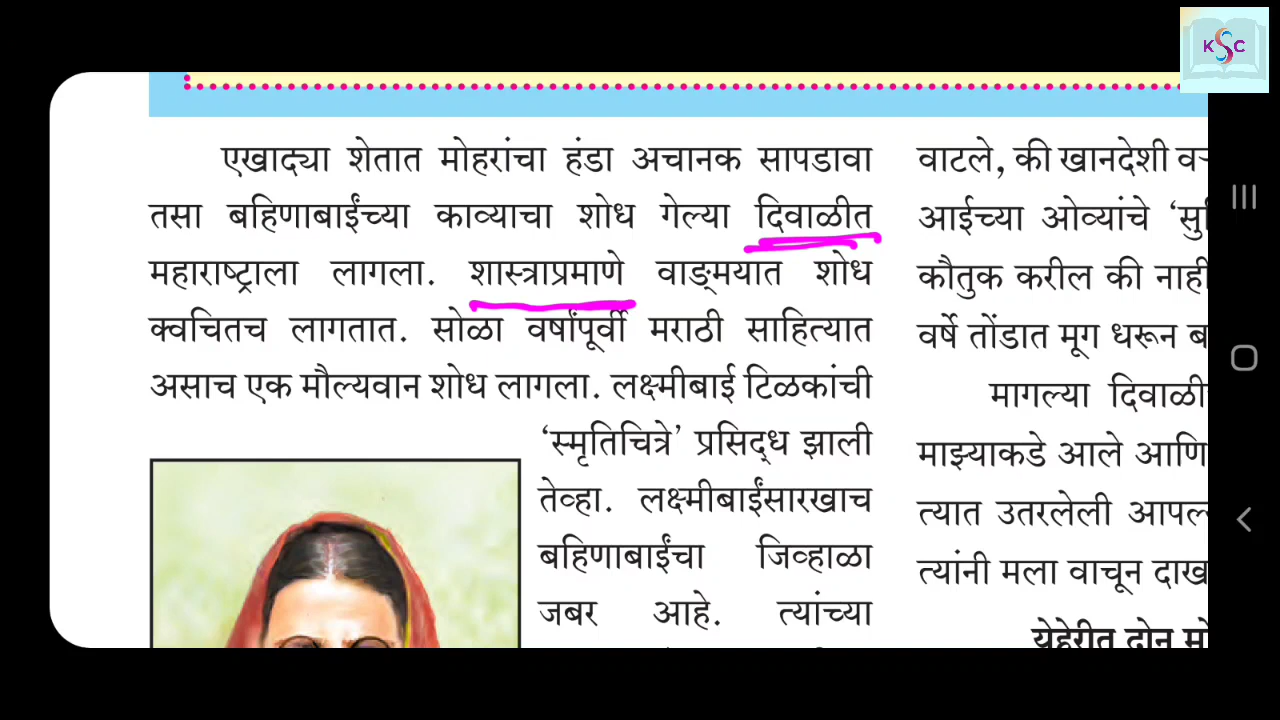 KSC
एखाद्या शेतात मोहरांचा हंडा अचानक सापडावा
तसा बहिणाबाईंच्या काव्याचा शोध गेल्या दिवाळीत
महाराष्ट्राला लागला. शास्त्राप्रमाणे वाङ्मयात शोध
क्वचितच लागतात. सोळा वर्षांपूर्वी मराठी साहित्यात
असाच एक मौल्यवान शोध लागला. लक्ष्मीबाई टिळकांची
‘स्मृतिचित्रे’ प्रसिद्ध झाली
तेव्हा. लक्ष्मीबाईंसारखाच
बहिणाबाईंचा जिव्हाळा
जबर आहे. त्यांच्या
वाटले, की खानदेशी
आईच्या ओव्यांचे
कौतुक करील की नाही
वर्षे तोंडात मूग धरून
मागल्या दिवाळी
माझ्याकडे आले आणि
त्यात उतरलेली
त्यांनी मला वाचून
येहेरीत दोन